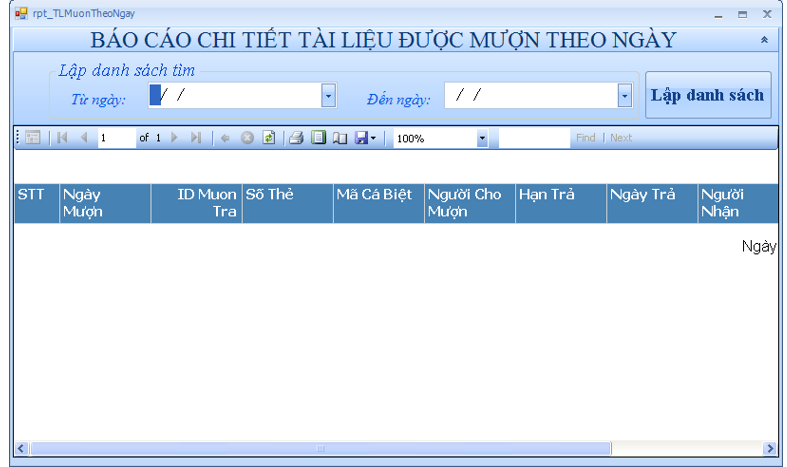 rpt_TLMuonTheoNgay
BÁO CÁO CHI TIẾT TÀI LIỆU ĐƯỢC MƯỢN THEO NGÀY
Lập danh sách tìm
Từ ngày: / / Đến ngày: / / Lập danh sách
1 of 1 100% Find | Next
STT Ngày Mượn ID Muon Tra Số Thẻ Mã Cá Biệt Người Cho Mượn Hạn Trả Ngày Trả Người Nhận
Ngày